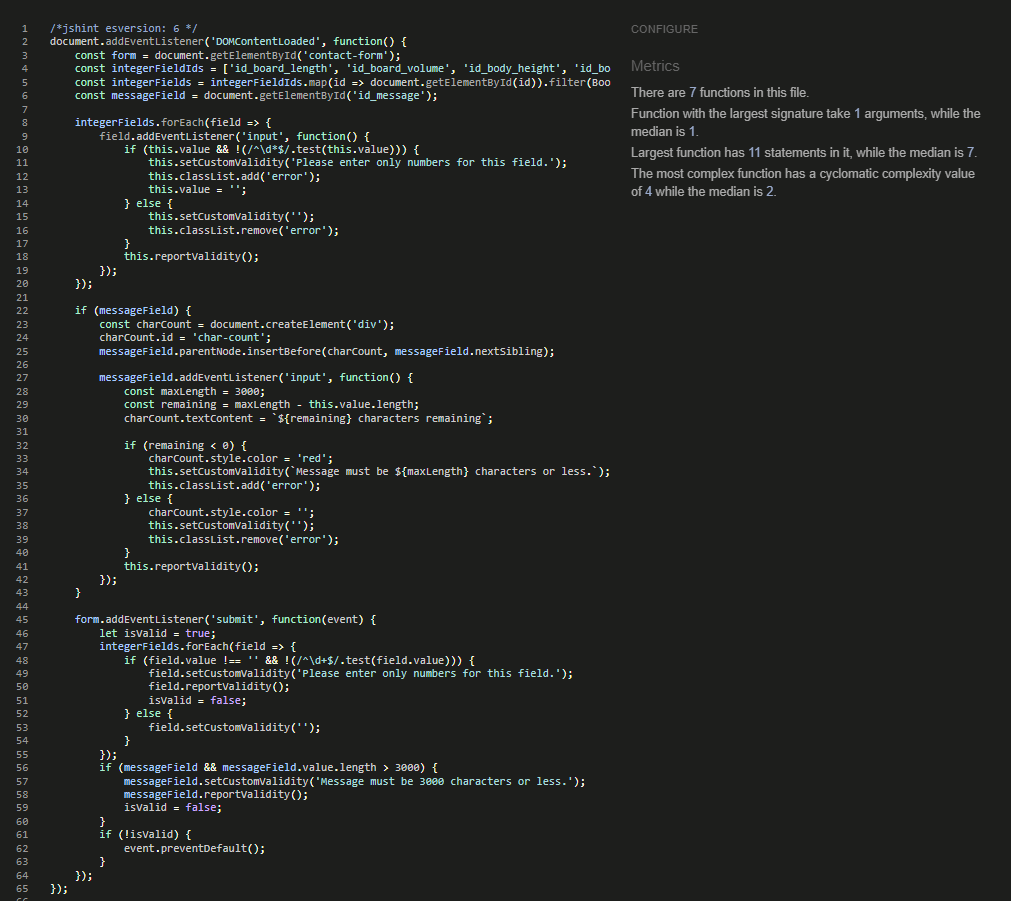 1 /*jshint esversion: 6 */
2 document.addEventListener('DOMContentLoaded', function() {
3 const form = document.getElementById('contact-form');
4 const integerFieldIds = ['id_board_length', 'id_board_volume', 'id_body_height', 'id_bo
5 const integerFields = integerFieldIds.map(id => document.getElementById(id)).filter(Boo
6 const messageField = document.getElementById('id_message');
7
8 integerFields.forEach(field => {
9 field.addEventListener('input', function() {
10 if (this.value && !(/^\d*$/.test(this.value))) {
11 this.setCustomValidity('Please enter only numbers for this field.');
12 this.classList.add('error');
13 this.value = '';
14 } else {
15 this.setCustomValidity('');
16 this.classList.remove('error');
17 }
18 this.reportValidity();
19 });
20 });
21
22 if (messageField) {
23 const charCount = document.createElement('div');
24 charCount.id = 'char-count';
25 messageField.parentNode.insertBefore(charCount, messageField.nextSibling);
26
27 messageField.addEventListener('input', function() {
28 const maxLength = 3000;
29 const remaining = maxLength - this.value.length;
30 charCount.textContent = `${remaining} characters remaining`;
31
32 if (remaining < 0) {
33 charCount.style.color = 'red';
34 this.setCustomValidity(`Message must be ${maxLength} characters or less.`);
35 this.classList.add('error');
36 } else {
37 charCount.style.color = '';
38 this.setCustomValidity('');
39 this.classList.remove('error');
40 }
41 this.reportValidity();
42 });
43 }
44
45 form.addEventListener('submit', function(event) {
46 let isValid = true;
47 integerFields.forEach(field => {
48 if (field.value !== '' && !(/^\d+$/.test(field.value))) {
49 field.setCustomValidity('Please enter only numbers for this field.');
50 field.reportValidity();
51 isValid = false;
52 } else {
53 field.setCustomValidity('');
54 }
55 });
56 if (messageField && messageField.value.length > 3000) {
57 messageField.setCustomValidity('Message must be 3000 characters or less.');
58 messageField.reportValidity();
59 isValid = false;
60 }
61 if (!isValid) {
62 event.preventDefault();
63 }
64 });
65 });
CONFIGURE
Metrics
There are 7 functions in this file.
Function with the largest signature take 1 arguments, while the
median is 1.
Largest function has 11 statements in it, while the median is 7.
The most complex function has a cyclomatic complexity value
of 4 while the median is 2.